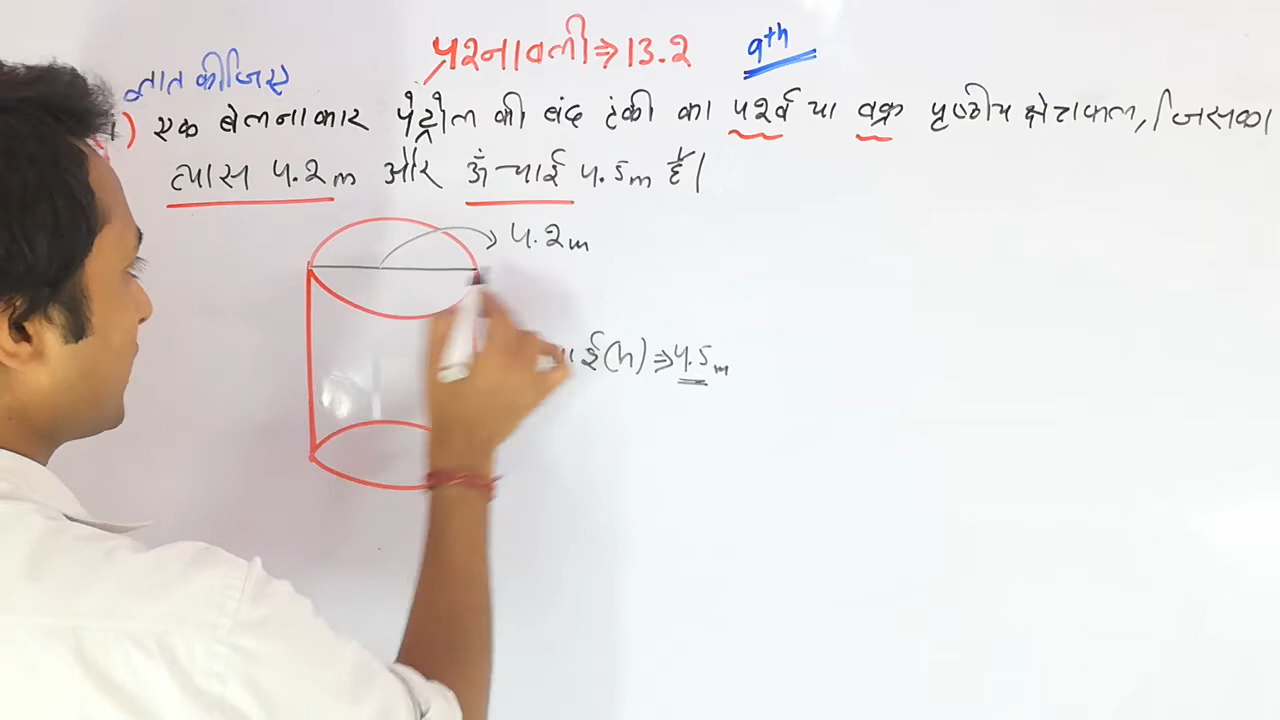 प्रश्नावली⇒13.2 9th
ज्ञात कीजिए
) एक बेलनाकार पेट्रोल की बंद टंकी का पार्श्व या वक्र पृष्ठीय क्षेत्रफल, जिसका
व्यास 4.2m और ऊँचाई 4.5m है।
4.2m
ई(h)⇒4.5m